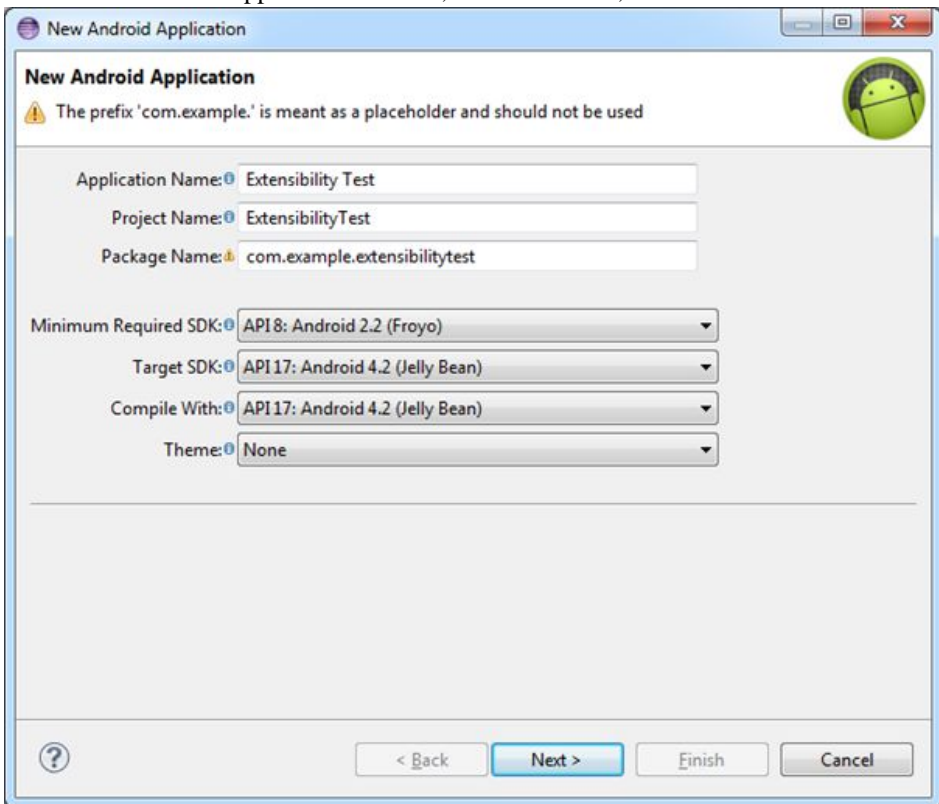 New Android Application
New Android Application
The prefix 'com.example.' is meant as a placeholder and should not be used
Application Name: Extensibility Test
Project Name: ExtensibilityTest
Package Name: com.example.extensibilitytest
Minimum Required SDK: API 8: Android 2.2 (Froyo)
Target SDK: API 17: Android 4.2 (Jelly Bean)
Compile With: API 17: Android 4.2 (Jelly Bean)
Theme: None
? < Back Next > Finish Cancel